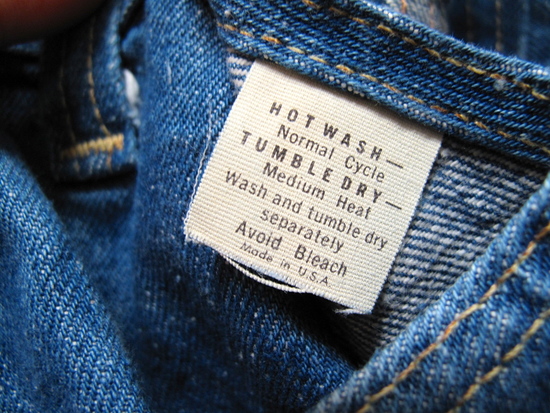 HOT WASH—
Normal Cycle
TUMBLE DRY—
Medium Heat
Wash and tumble dry
separately
Avoid Bleach
Made in U.S.A